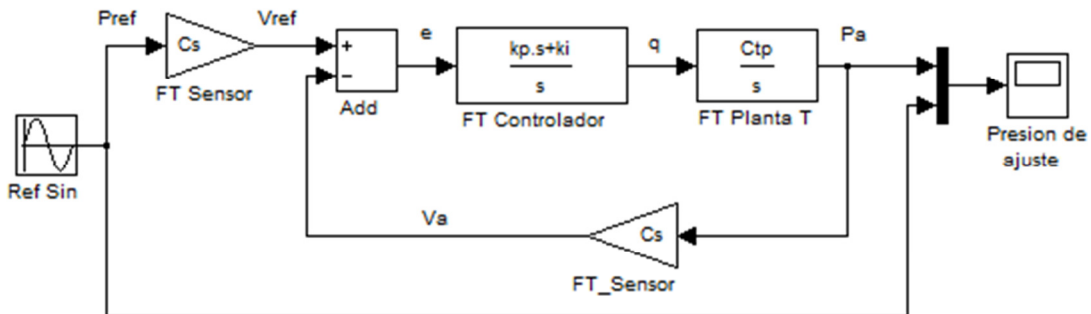 Pref
Vref
Cs
FT Sensor
+
−
Add
e
kp.s+ki
s
FT Controlador
q
Ctp
s
FT Planta T
Pa
Presion de
ajuste
Ref Sin
Va
Cs
FT_Sensor